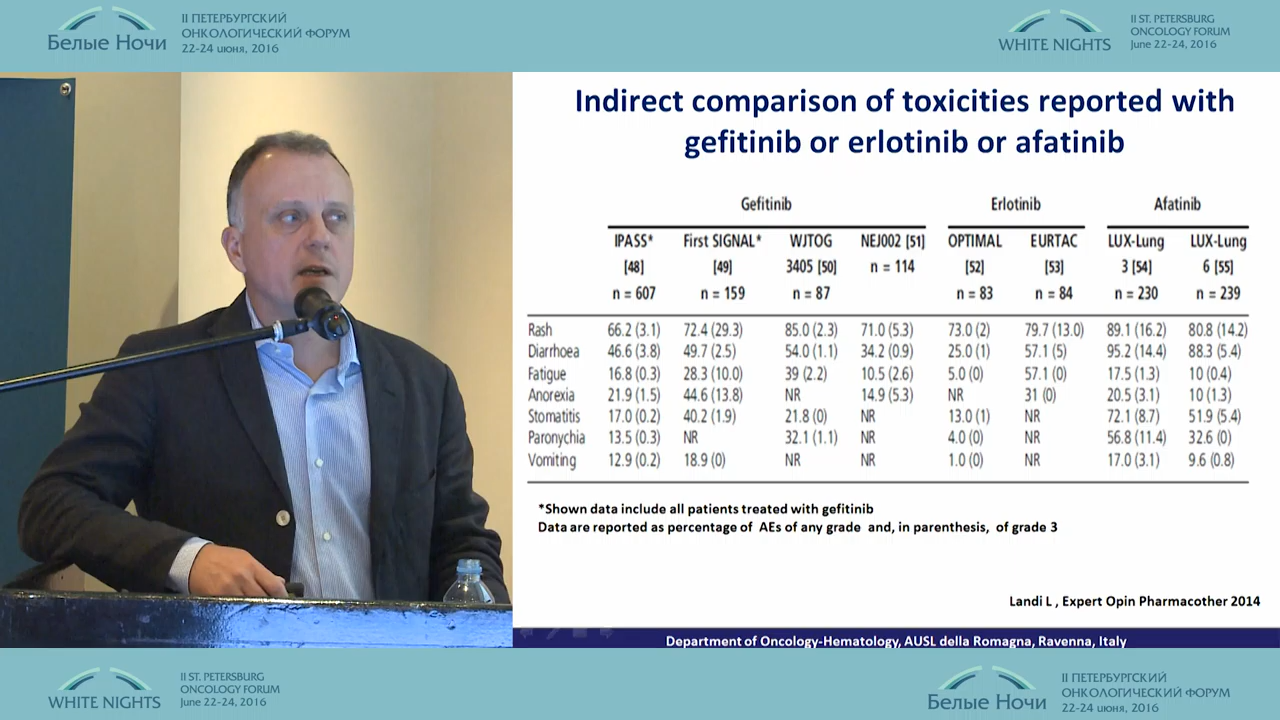 II ПЕТЕРБУРГСКИЙ
ОНКОЛОГИЧЕСКИЙ ФОРУМ
Белые Ночи
22-24 июня, 2016
II ST. PETERSBURG
ONCOLOGY FORUM
WHITE NIGHTS
June 22-24, 2016
Indirect comparison of toxicities reported with
gefitinib or erlotinib or afatinib
Gefitinib Erlotinib Afatinib
IPASS* First SIGNAL* WJTOG NEJ002 [51] OPTIMAL EURTAC LUX-Lung LUX-Lung
[48] [49] 3405 [50] n = 114 [52] [53] 3 [54] 6 [55]
n = 607 n = 159 n = 87 n = 83 n = 84 n = 230 n = 239
Rash 66.2 (3.1) 72.4 (29.3) 85.0 (2.3) 71.0 (5.3) 73.0 (2) 79.7 (13.0) 89.1 (16.2) 80.8 (14.2)
Diarrhoea 46.6 (3.8) 49.7 (2.5) 54.0 (1.1) 34.2 (0.9) 25.0 (1) 57.1 (5) 95.2 (14.4) 88.3 (5.4)
Fatigue 16.8 (0.3) 28.3 (10.0) 39 (2.2) 10.5 (2.6) 5.0 (0) 57.1 (0) 17.5 (1.3) 10 (0.4)
Anorexia 21.9 (1.5) 44.6 (13.8) NR 14.9 (5.3) NR 31 (0) 20.5 (3.1) 10 (1.3)
Stomatitis 17.0 (0.2) 40.2 (1.9) 21.8 (0) NR 13.0 (1) NR 72.1 (8.7) 51.9 (5.4)
Paronychia 13.5 (0.3) NR 32.1 (1.1) NR 4.0 (0) NR 56.8 (11.4) 32.6 (0)
Vomiting 12.9 (0.2) 18.9 (0) NR NR 1.0 (0) NR 17.0 (3.1) 9.6 (0.8)
*Shown data include all patients treated with gefitinib
Data are reported as percentage of AEs of any grade and, in parenthesis, of grade 3
Landi L , Expert Opin Pharmacother 2014
Department of Oncology-Hematology, AUSL della Romagna, Ravenna, Italy
II ST. PETERSBURG
ONCOLOGY FORUM
WHITE NIGHTS
June 22-24, 2016
II ПЕТЕРБУРГСКИЙ
ОНКОЛОГИЧЕСКИЙ ФОРУМ
Белые Ночи
22-24 июня, 2016